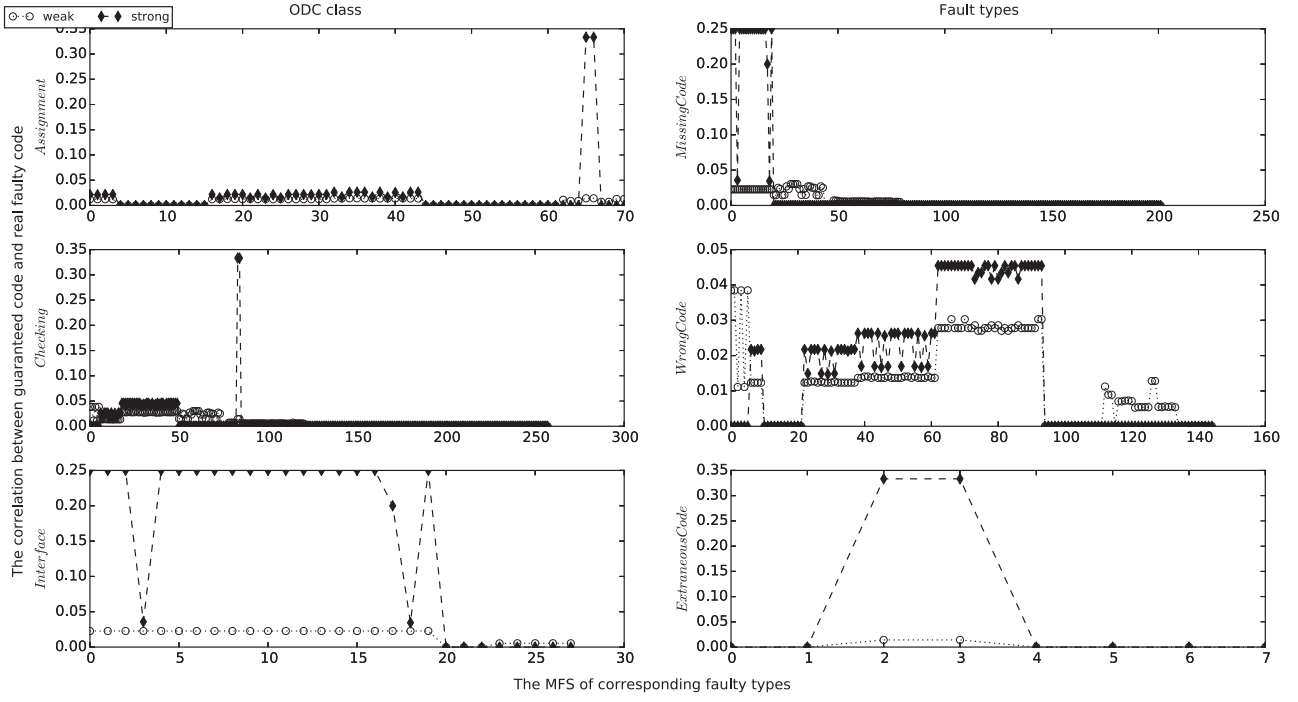 ODC class
Fault types
weak strong
The correlation between guaranteed code and real faulty code
Assignment
0.35
0.30
0.25
0.20
0.15
0.10
0.05
0.00
0 10 20 30 40 50 60 70
MissingCode
0.25
0.20
0.15
0.10
0.05
0.00
0 50 100 150 200 250
Checking
0.35
0.30
0.25
0.20
0.15
0.10
0.05
0.00
0 50 100 150 200 250 300
WrongCode
0.05
0.04
0.03
0.02
0.01
0.00
0 20 40 60 80 100 120 140 160
Interface
0.25
0.20
0.15
0.10
0.05
0.00
0 5 10 15 20 25 30
ExtraneousCode
0.35
0.30
0.25
0.20
0.15
0.10
0.05
0.00
0 1 2 3 4 5 6 7
The MFS of corresponding faulty types